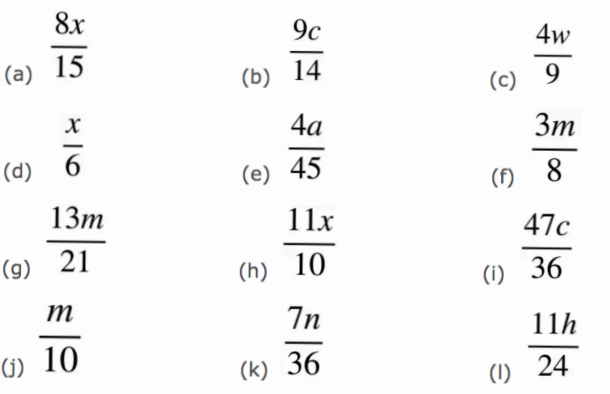 (a) 8x/15 (b) 9c/14 (c) 4w/9
(d) x/6 (e) 4a/45 (f) 3m/8
(g) 13m/21 (h) 11x/10 (i) 47c/36
(j) m/10 (k) 7n/36 (l) 11h/24